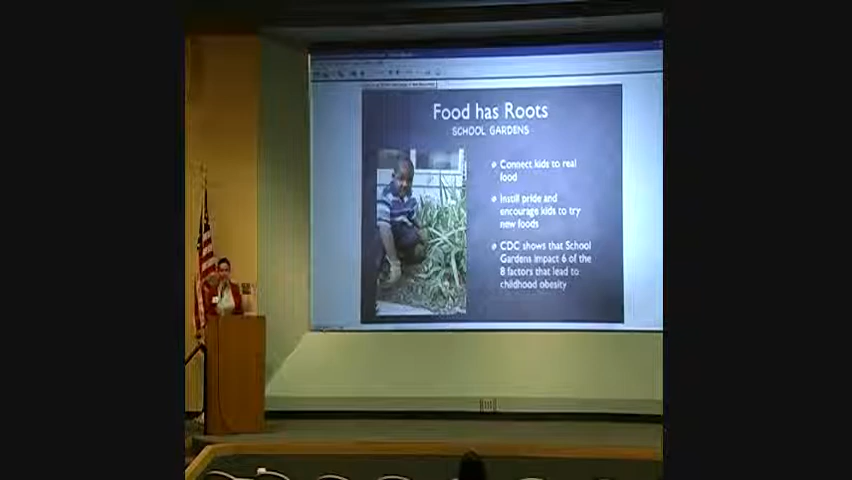 Food has Roots
SCHOOL GARDENS
Connect kids to real
food
Instill pride and
encourage kids to try
new foods
CDC shows that School
Gardens impact 6 of the
8 factors that lead to
childhood obesity